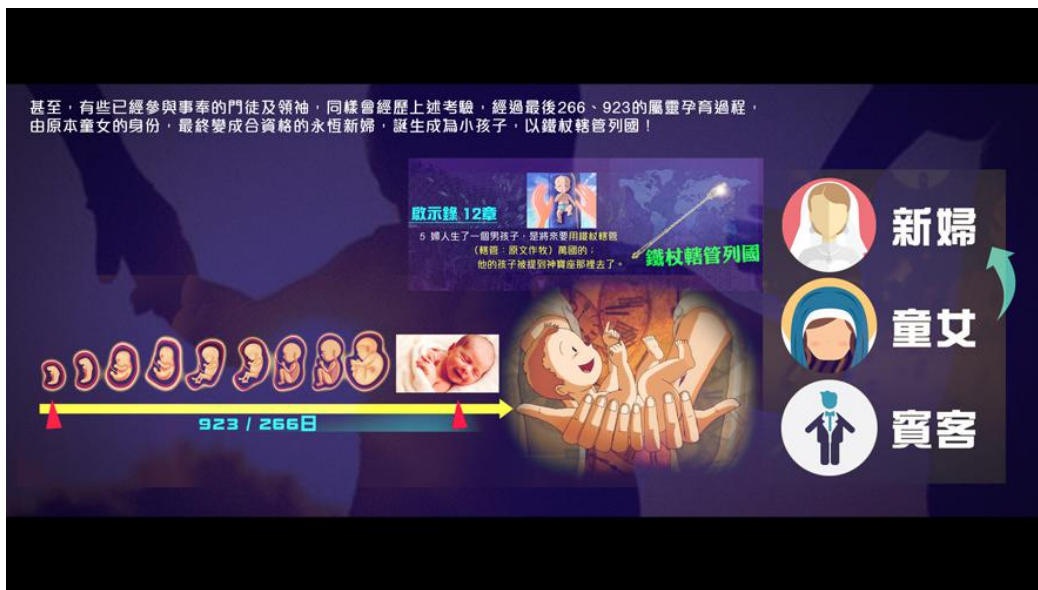 甚至，有些已經參與事奉的門徒及領袖，同樣會經歷上述考驗，經過最後266、923的屬靈孕育過程，
由原本童女的身份，最終變成合資格的永恆新婦，誕生成為小孩子，以鐵杖轄管列國！
啟示錄 12章
5 婦人生了一個男孩子，是將來要用鐵杖轄管
（轄管：原文作牧）萬國的；
他的孩子被提到神寶座那裡去了。
鐵杖轄管列國
新婦
童女
賓客
923 / 266日